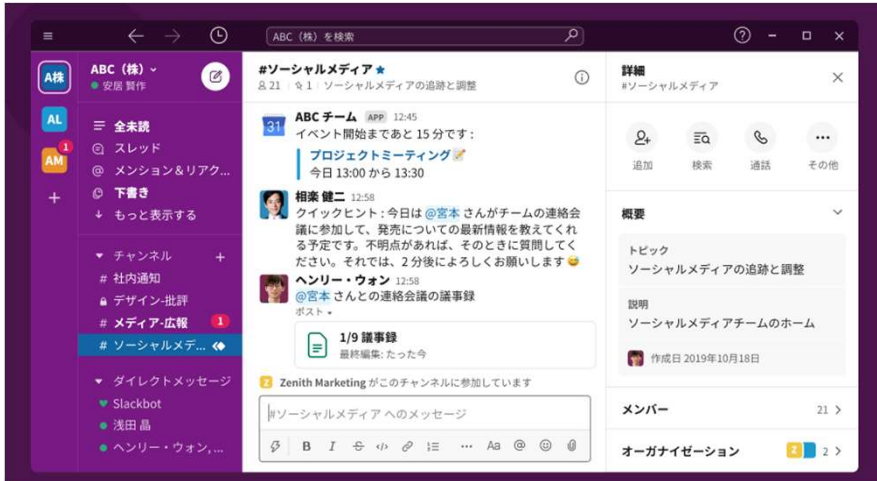 ABC（株）を検索
A株
AL
AM
1
ABC（株）
安居 賢作
全未読
スレッド
メンション＆リアク...
下書き
もっと表示する
チャンネル
# 社内通知
デザイン-批評
# メディア-広報 1
# ソーシャルメデ...
ダイレクトメッセージ
Slackbot
浅田 晶
ヘンリー・ウォン, ...
#ソーシャルメディア
21 | 1 | ソーシャルメディアの追跡と調整
31
ABC チーム APP 12:45
イベント開始まであと 15 分です :
プロジェクトミーティング
今日 13:00 から 13:30
相楽 健二 12:58
クイックヒント : 今日は @宮本 さんがチームの連絡会
議に参加して、発売についての最新情報を教えてくれ
る予定です。不明点があれば、そのときに質問してく
ださい。それでは、2 分後によろしくお願いします
ヘンリー・ウォン 12:58
@宮本 さんとの連絡会議の議事録
ポスト
1/9 議事録
最終編集: たった今
Z Zenith Marketing がこのチャンネルに参加しています
#ソーシャルメディア へのメッセージ
B I S </> ... Aa @
詳細
#ソーシャルメディア
追加 検索 通話 その他
概要
トピック
ソーシャルメディアの追跡と調整
説明
ソーシャルメディアチームのホーム
作成日 2019年10月18日
メンバー 21
オーガナイゼーション Z 2